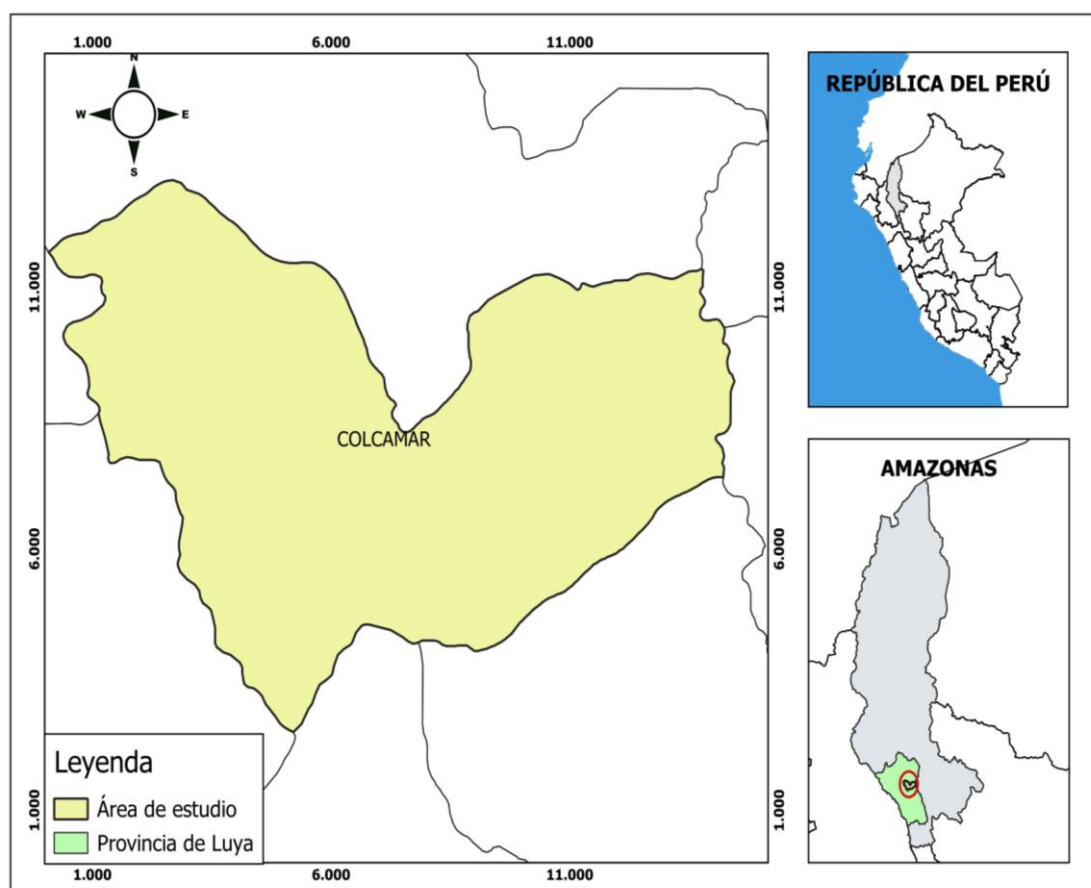 1.000 6.000 11.000
N
W E
S
11.000 11.000
COLCAMAR
6.000 6.000
1.000 1.000
Leyenda
Área de estudio
Provincia de Luya
1.000 6.000 11.000
REPÚBLICA DEL PERÚ
AMAZONAS